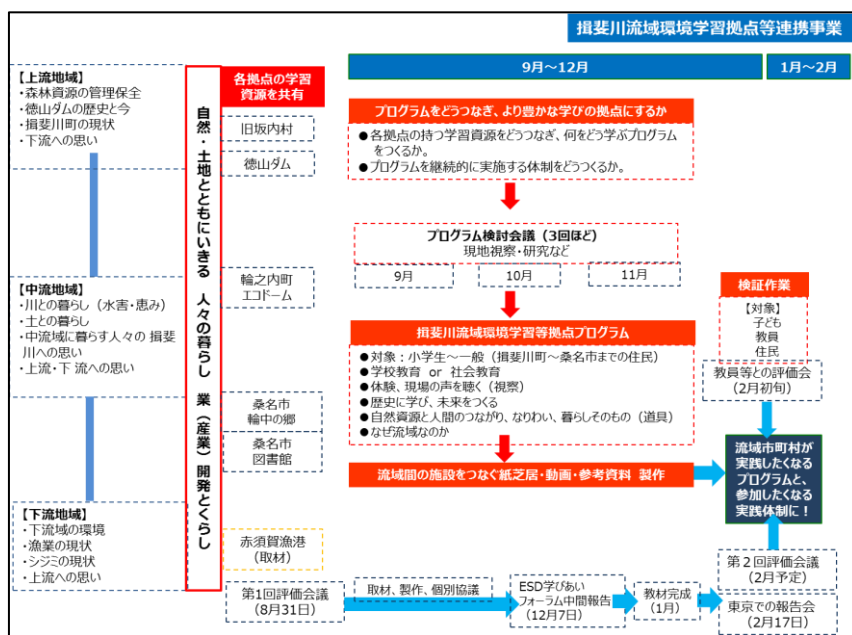 揖斐川流域環境学習拠点等連携事業
【上流地域】
・森林資源の管理保全
・徳山ダムの歴史と今
・揖斐川町の現状
・下流への思い
【中流地域】
・川との暮らし（水害・恵み）
・土との暮らし
・中流域に暮らす人々の 揖斐
川への思い
・上流・下 流への思い
【下流地域】
・下流域の環境
・漁業の現状
・シジミの現状
・上流への思い
自然・土地とともにいきる 人々の暮らし 業（産業）開発とくらし
各拠点の学習
資源を共有
旧坂内村
徳山ダム
輪之内町
エコドーム
桑名市
輪中の郷
桑名市
図書館
赤須賀漁港
（取材）
9月～12月
1月～2月
プログラムをどうつなぎ、より豊かな学びの拠点にするか
●各拠点の持つ学習資源をどうつなぎ、何をどう学ぶプログラム
をつくるか。
●プログラムを継続的に実施する体制をどうつくるか。
プログラム検討会議（3回ほど）
現地視察・研究など
9月
10月
11月
揖斐川流域環境学習等拠点プログラム
●対象：小学生～一般（揖斐川町～桑名市までの住民）
●学校教育 or 社会教育
●体験、現場の声を聴く（視察）
●歴史に学び、未来をつくる
●自然資源と人間のつながり、なりわい、暮らしそのもの（道具）
●なぜ流域なのか
流域間の施設をつなぐ紙芝居・動画・参考資料 製作
検証作業
【対象】
子ども
教員
住民
教員等との評価会
（2月初旬）
流域市町村が
実践したくなる
プログラムと、
参加したくなる
実践体制に！
第1回評価会議
（8月31日）
取材、製作、個別協議
ESD学びあい
フォーラム中間報告
（12月7日）
教材完成
（1月）
第２回評価会議
（2月予定）
東京での報告会
（2月17日）